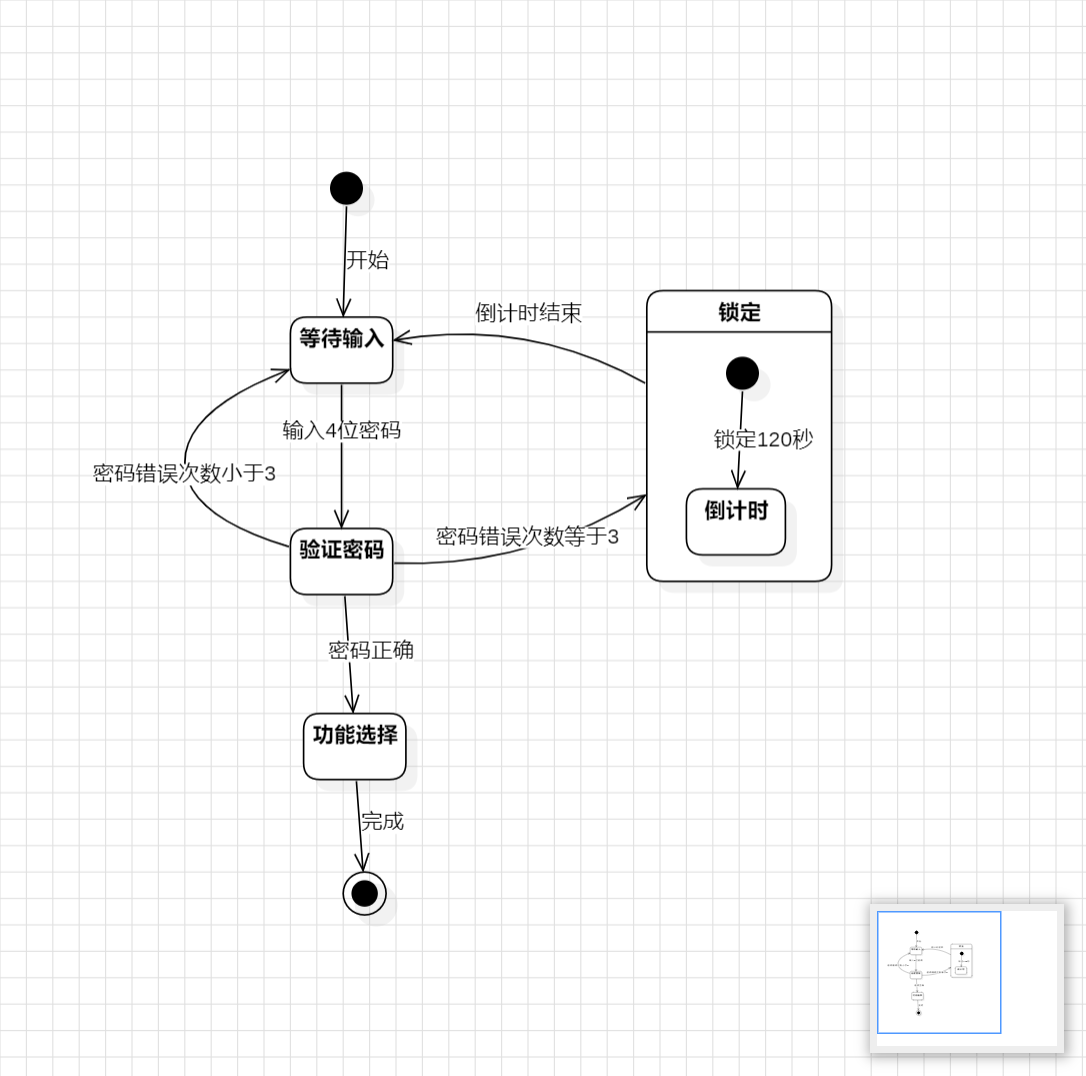 开始
倒计时结束
锁定
等待输入
输入4位密码
锁定120秒
密码错误次数小于3
倒计时
密码错误次数等于3
验证密码
密码正确
功能选择
完成